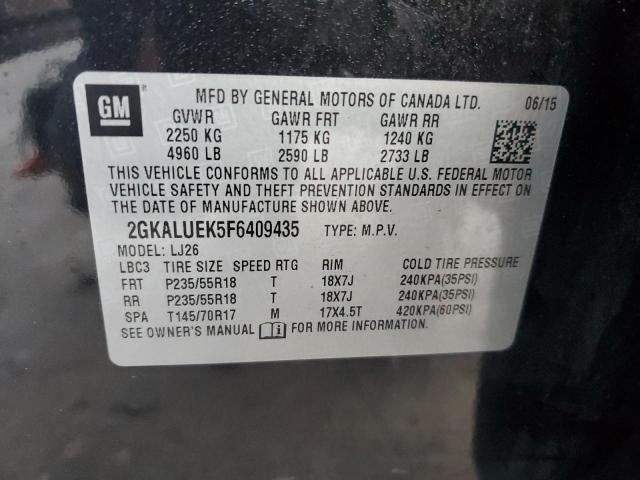 GM
MFD BY GENERAL MOTORS OF CANADA LTD. 06/15
GVWR GAWR FRT GAWR RR
2250 KG 1175 KG 1240 KG
4960 LB 2590 LB 2733 LB
THIS VEHICLE CONFORMS TO ALL APPLICABLE U.S. FEDERAL MOTOR
VEHICLE SAFETY AND THEFT PREVENTION STANDARDS IN EFFECT ON
THE DATE OF MANUFACTURE SHOWN ABOVE.
2GKALUEK5F6409435 TYPE: M.P.V.
MODEL: LJ26
LBC3 TIRE SIZE SPEED RTG RIM COLD TIRE PRESSURE
FRT P235/55R18 T 18X7J 240KPA(35PSI)
RR P235/55R18 T 18X7J 240KPA(35PSI)
SPA T145/70R17 M 17X4.5T 420KPA(60PSI)
SEE OWNER'S MANUAL FOR MORE INFORMATION.